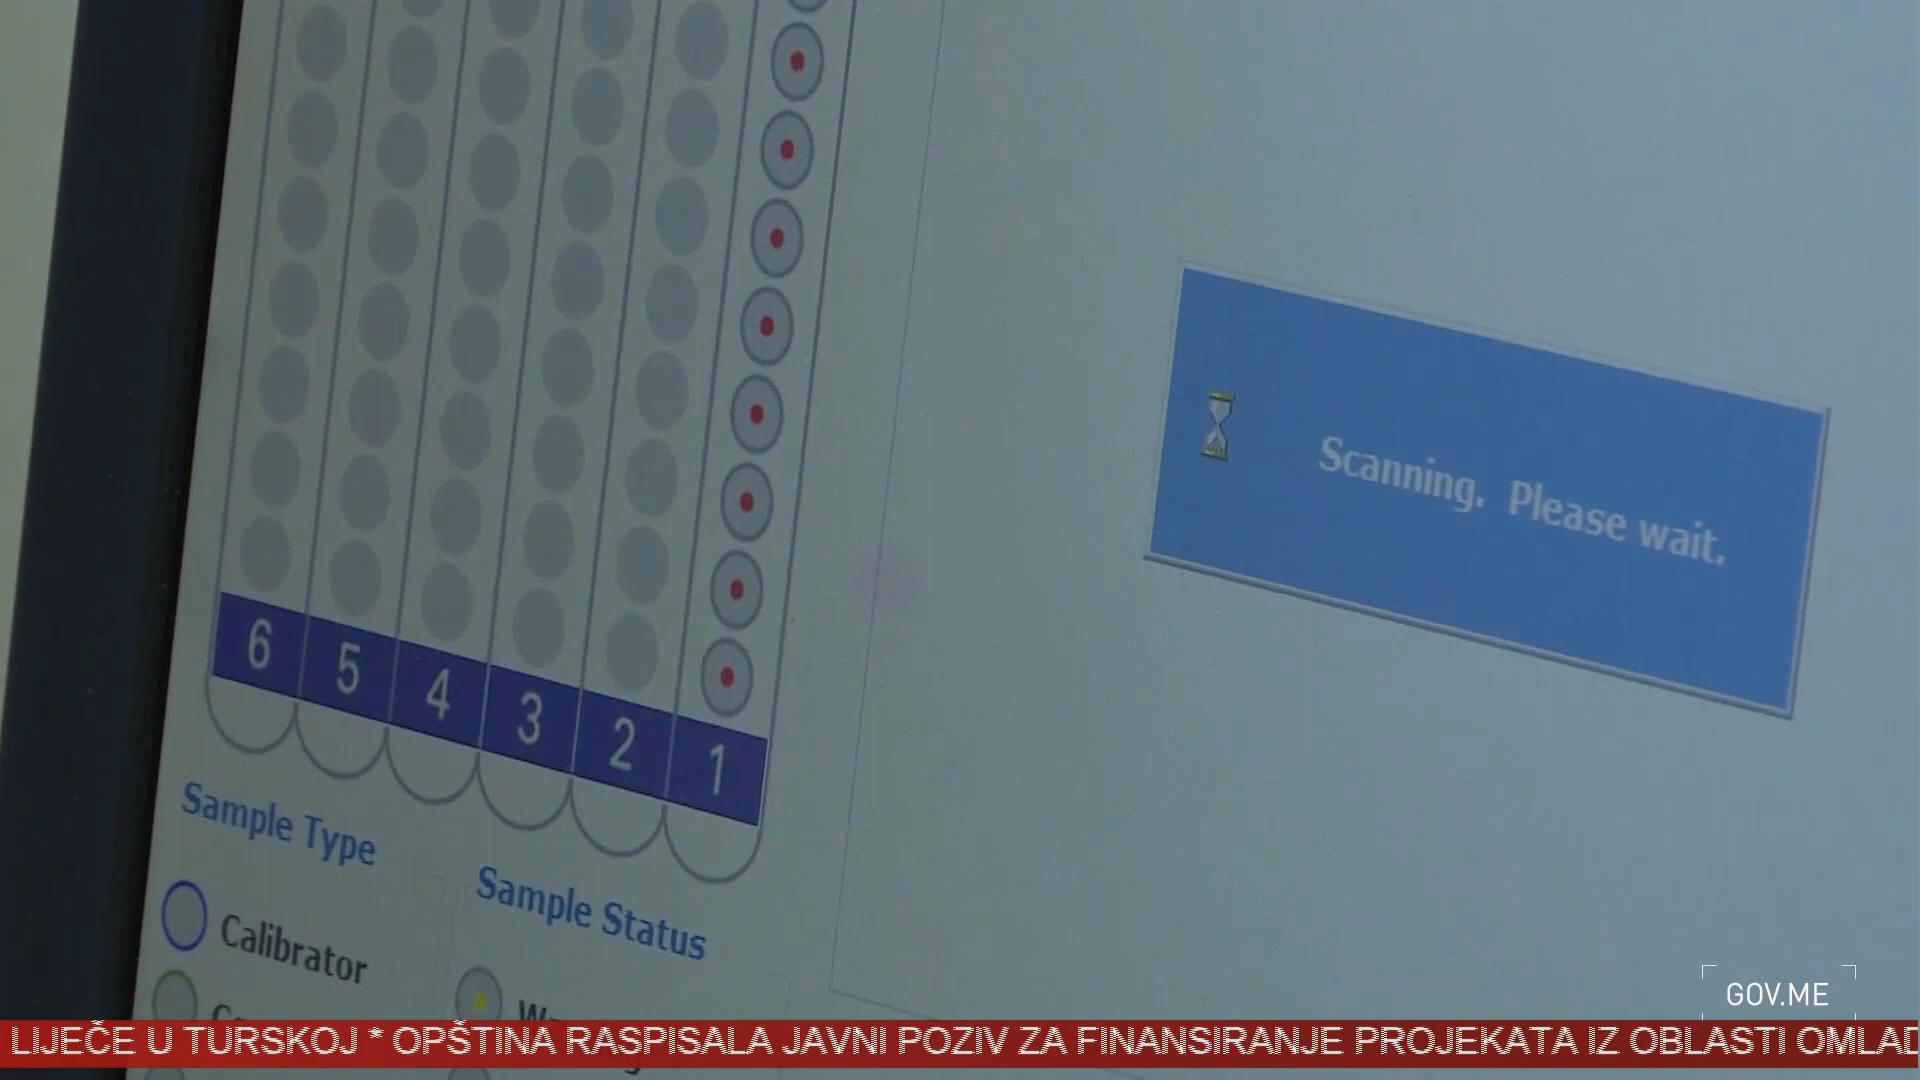 Scanning. Please wait.
6 5 4 3 2 1
Sample Type
Sample Status
Calibrator
GOV.ME
LIJEČE U TURSKOJ * OPŠTINA RASPISALA JAVNI POZIV ZA FINANSIRANJE PROJEKATA IZ OBLASTI OMLAD